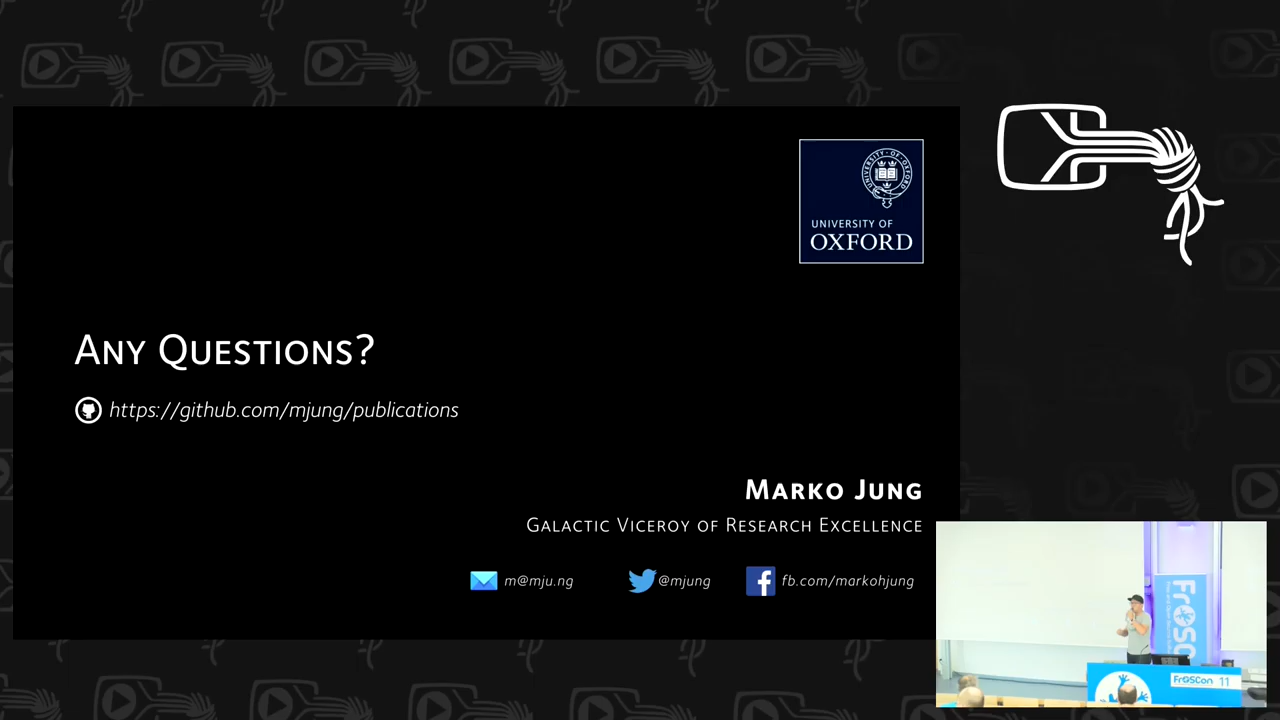 UNIVERSITY OF
OXFORD
Any Questions?
https://github.com/mjung/publications
Marko Jung
Galactic Viceroy of Research Excellence
m@mju.ng
@mjung
fb.com/markohjung
FrOSCon 11